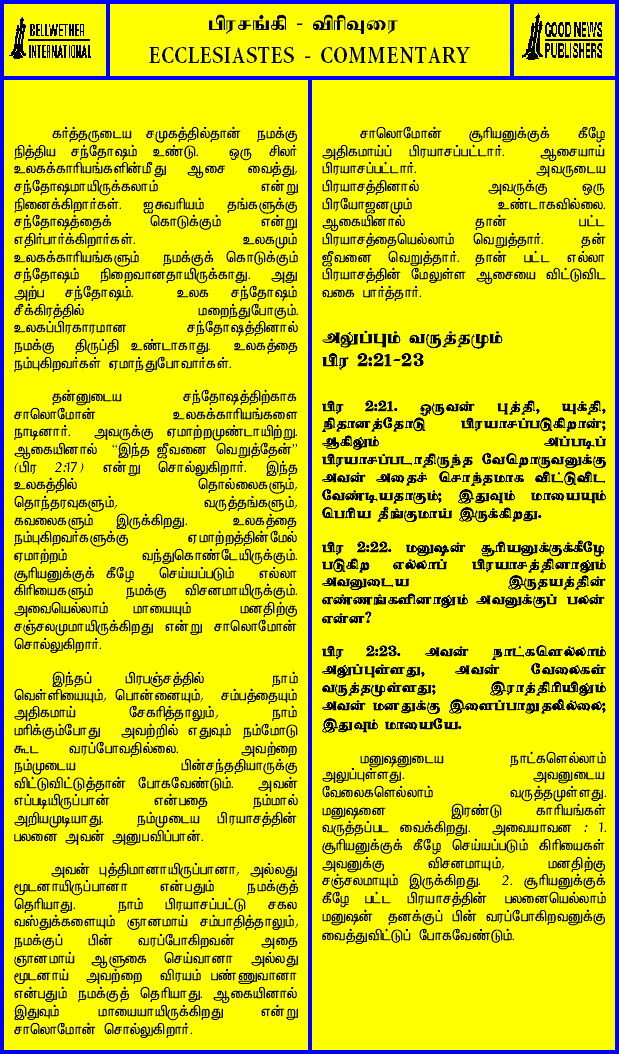 BELLWETHER
INTERNATIONAL
பிரசங்கி - விரிவுரை
ECCLESIASTES - COMMENTARY
GOOD NEWS
PUBLISHERS
கர்த்தருடைய சமுகத்தில்தான் நமக்கு
நித்திய சந்தோஷம் உண்டு. ஒரு சிலர்
உலகக்காரியங்களின்மீது ஆசை வைத்து,
சந்தோஷமாயிருக்கலாம் என்று
நினைக்கிறார்கள். ஐசுவரியம் தங்களுக்கு
சந்தோஷத்தைக் கொடுக்கும் என்று
எதிர்பார்க்கிறார்கள். உலகமும்
உலகக்காரியங்களும் நமக்குக் கொடுக்கும்
சந்தோஷம் நிறைவானதாயிருக்காது. அது
அற்ப சந்தோஷம். உலக சந்தோஷம்
சீக்கிரத்தில் மறைந்துபோகும்.
உலகப்பிரகாரமான சந்தோஷத்தினால்
நமக்கு திருப்தி உண்டாகாது. உலகத்தை
நம்புகிறவர்கள் ஏமாந்துபோவார்கள்.
தன்னுடைய சந்தோஷத்திற்காக
சாலொமோன் உலகக்காரியங்களை
நாடினார். அவருக்கு ஏமாற்றமுண்டாயிற்று.
ஆகையினால் “இந்த ஜீவனை வெறுத்தேன்”
(பிர 2:17) என்று சொல்லுகிறார். இந்த
உலகத்தில் தொல்லைகளும்,
தொந்தரவுகளும், வருத்தங்களும்,
கவலைகளும் இருக்கிறது. உலகத்தை
நம்புகிறவர்களுக்கு ஏமாற்றத்தின்மேல்
ஏமாற்றம் வந்துகொண்டேயிருக்கும்.
சூரியனுக்குக் கீழே செய்யப்படும் எல்லா
கிரியைகளும் நமக்கு விசனமாயிருக்கும்.
அவையெல்லாம் மாயையும் மனதிற்கு
சஞ்சலமுமாயிருக்கிறது என்று சாலொமோன்
சொல்லுகிறார்.
இந்தப் பிரபஞ்சத்தில் நாம்
வெள்ளியையும், பொன்னையும், சம்பத்தையும்
அதிகமாய் சேகரித்தாலும், நாம்
மரிக்கும்போது அவற்றில் எதுவும் நம்மோடு
கூட வரப்போவதில்லை. அவற்றை
நம்முடைய பின்சந்ததியாருக்கு
விட்டுவிட்டுத்தான் போகவேண்டும். அவன்
எப்படியிருப்பான் என்பதை நம்மால்
அறியமுடியாது. நம்முடைய பிரயாசத்தின்
பலனை அவன் அனுபவிப்பான்.
அவன் புத்திமானாயிருப்பானா, அல்லது
மூடனாயிருப்பானா என்பதும் நமக்குத்
தெரியாது. நாம் பிரயாசப்பட்டு சகல
வஸ்துக்களையும் ஞானமாய் சம்பாதித்தாலும்,
நமக்குப் பின் வரப்போகிறவன் அதை
ஞானமாய் ஆளுகை செய்வானா அல்லது
மூடனாய் அவற்றை விரயம் பண்ணுவானா
என்பதும் நமக்குத் தெரியாது. ஆகையினால்
இதுவும் மாயையாயிருக்கிறது என்று
சாலொமோன் சொல்லுகிறார்.
சாலொமோன் சூரியனுக்குக் கீழே
அதிகமாய்ப் பிரயாசப்பட்டார். ஆசையாய்
பிரயாசப்பட்டார். அவருடைய
பிரயாசத்தினால் அவருக்கு ஒரு
பிரயோஜனமும் உண்டாகவில்லை.
ஆகையினால் தான் பட்ட
பிரயாசத்தையெல்லாம் வெறுத்தார். தன்
ஜீவனை வெறுத்தார். தான் பட்ட எல்லா
பிரயாசத்தின் மேலுள்ள ஆசையை விட்டுவிட
வகை பார்த்தார்.
அலுப்பும் வருத்தமும்
பிர 2:21-23
பிர 2:21. ஒருவன் புத்தி, யுக்தி,
நிதானத்தோடு பிரயாசப்படுகிறான்;
ஆகிலும் அப்படிப்
பிரயாசப்படாதிருந்த வேறொருவனுக்கு
அவன் அதைச் சொந்தமாக விட்டுவிட
வேண்டியதாகும்; இதுவும் மாயையும்
பெரிய தீங்குமாய் இருக்கிறது.
பிர 2:22. மனுஷன் சூரியனுக்குக்கீழே
படுகிற எல்லாப் பிரயாசத்தினாலும்
அவனுடைய இருதயத்தின்
எண்ணங்களினாலும் அவனுக்குப் பலன்
என்ன?
பிர 2:23. அவன் நாட்களெல்லாம்
அலுப்புள்ளது, அவன் வேலைகள்
வருத்தமுள்ளது; இராத்திரியிலும்
அவன் மனதுக்கு இளைப்பாறுதலில்லை;
இதுவும் மாயையே.
மனுஷனுடைய நாட்களெல்லாம்
அலுப்புள்ளது. அவனுடைய
வேலைகளெல்லாம் வருத்தமுள்ளது.
மனுஷனை இரண்டு காரியங்கள்
வருத்தப்பட வைக்கிறது. அவையாவன : 1.
சூரியனுக்குக் கீழே செய்யப்படும் கிரியைகள்
அவனுக்கு விசனமாயும், மனதிற்கு
சஞ்சலமாயும் இருக்கிறது. 2. சூரியனுக்குக்
கீழே பட்ட பிரயாசத்தின் பலனையெல்லாம்
மனுஷன் தனக்குப் பின் வரப்போகிறவனுக்கு
வைத்துவிட்டுப் போகவேண்டும்.